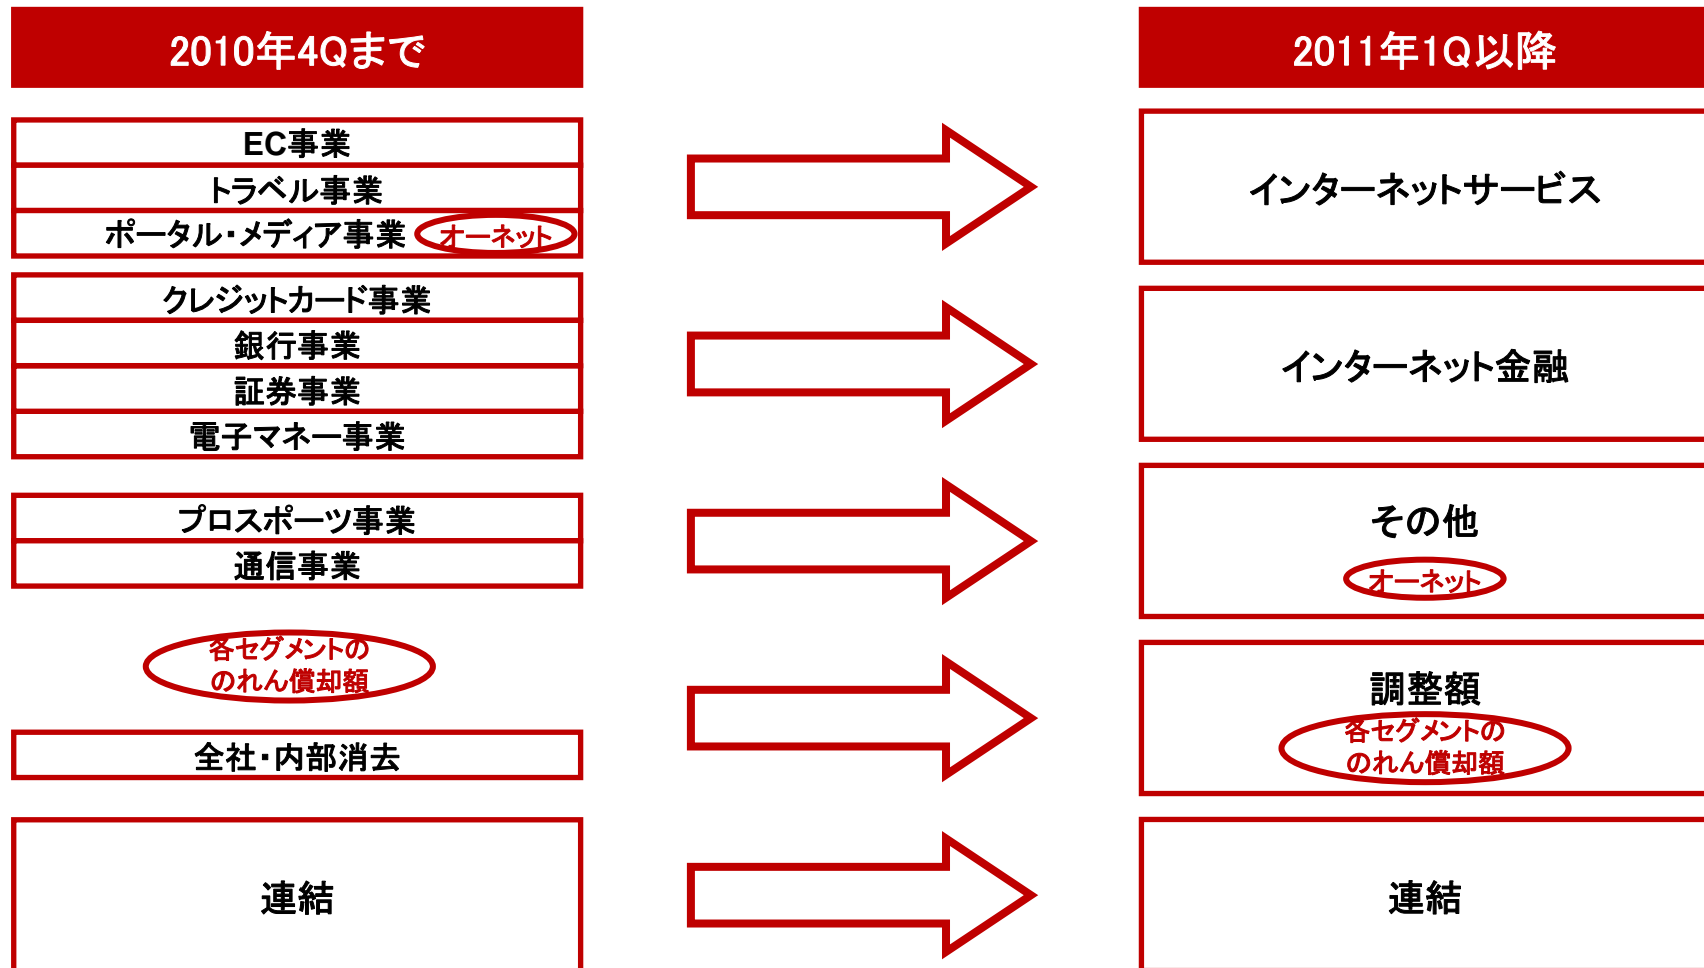 2010年4Qまで
2011年1Q以降
EC事業
トラベル事業
ポータル・メディア事業
オーネット
インターネットサービス
クレジットカード事業
銀行事業
証券事業
電子マネー事業
インターネット金融
プロスポーツ事業
通信事業
その他
オーネット
各セグメントの
のれん償却額
全社・内部消去
調整額
各セグメントの
のれん償却額
連結
連結